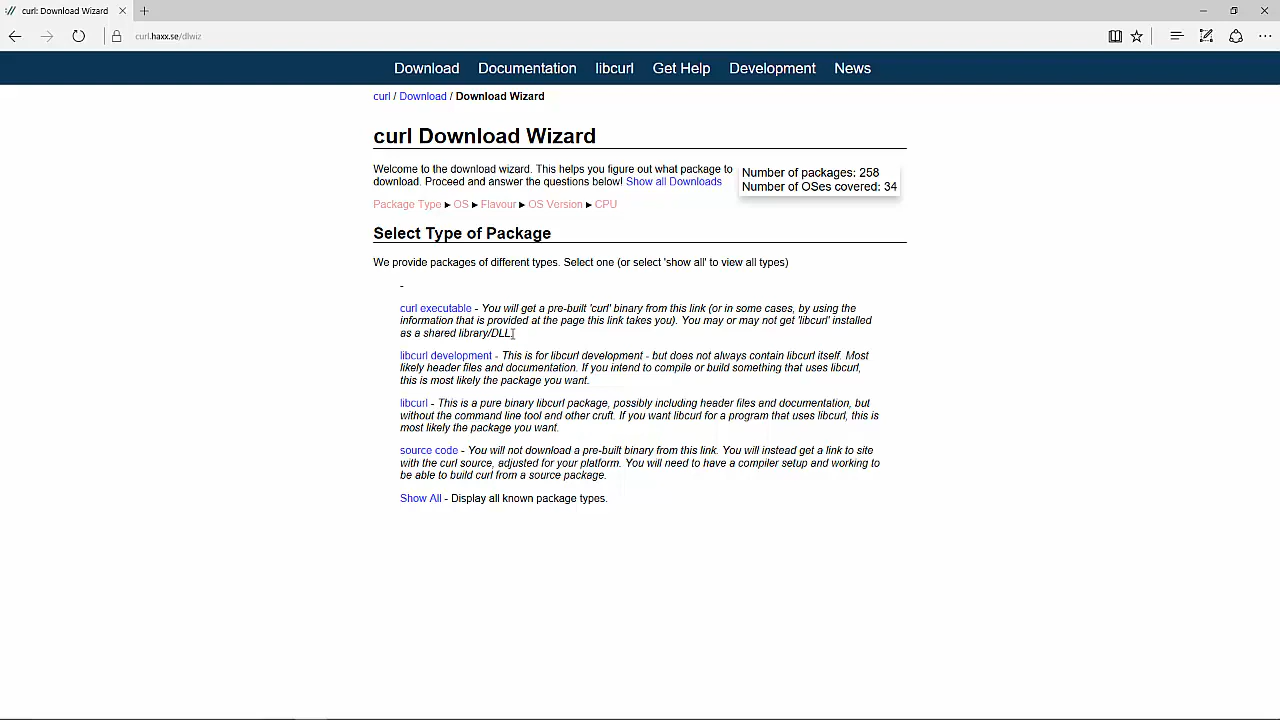 curl: Download Wizard
curl.haxx.se/dlwiz
Download Documentation libcurl Get Help Development News
curl / Download / Download Wizard
curl Download Wizard
Welcome to the download wizard. This helps you figure out what package to
download. Proceed and answer the questions below! Show all Downloads
Number of packages: 258
Number of OSes covered: 34
Package Type ▸ OS ▸ Flavour ▸ OS Version ▸ CPU
Select Type of Package
We provide packages of different types. Select one (or select 'show all' to view all types)
-
curl executable - You will get a pre-built 'curl' binary from this link (or in some cases, by using the
information that is provided at the page this link takes you). You may or may not get 'libcurl' installed
as a shared library/DLL.
libcurl development - This is for libcurl development - but does not always contain libcurl itself. Most
likely header files and documentation. If you intend to compile or build something that uses libcurl,
this is most likely the package you want.
libcurl - This is a pure binary libcurl package, possibly including header files and documentation, but
without the command line tool and other cruft. If you want libcurl for a program that uses libcurl, this is
most likely the package you want.
source code - You will not download a pre-built binary from this link. You will instead get a link to site
with the curl source, adjusted for your platform. You will need to have a compiler setup and working to
be able to build curl from a source package.
Show All - Display all known package types.